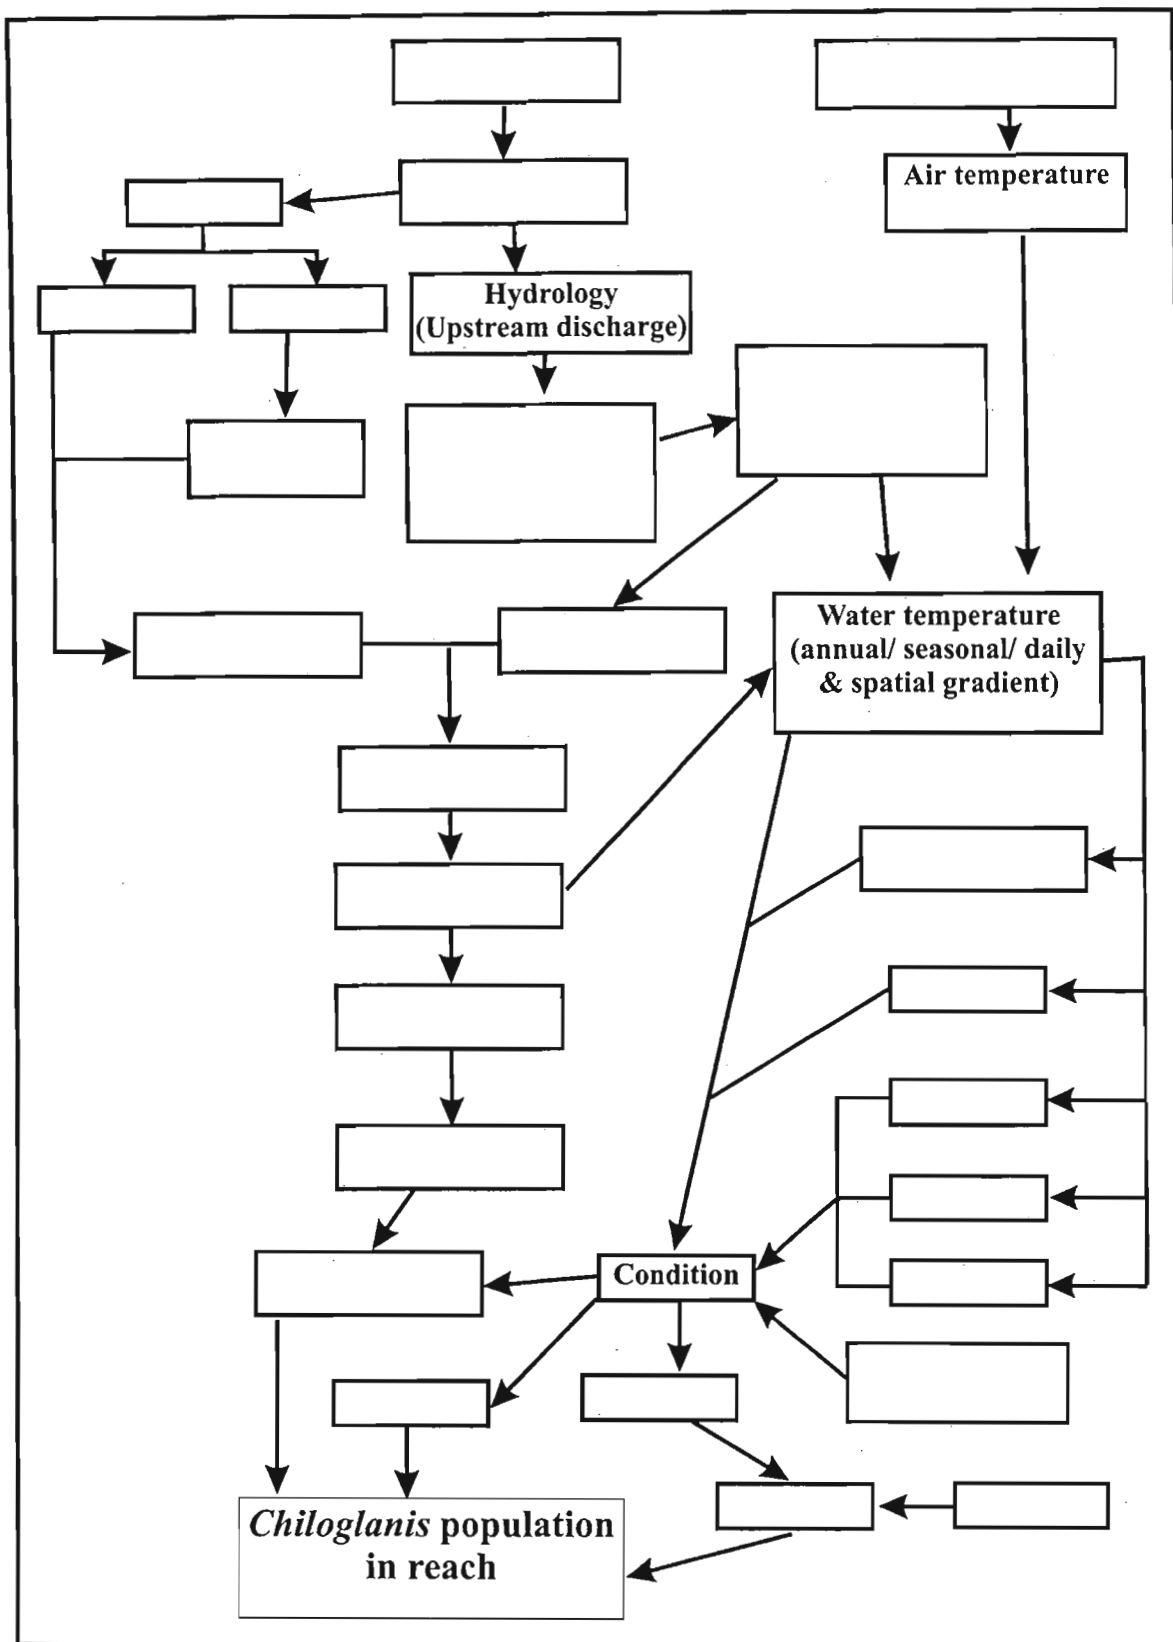 Air temperature
Hydrology
(Upstream discharge)
Water temperature
(annual/ seasonal/ daily
& spatial gradient)
Condition
Chiloglanis population
in reach